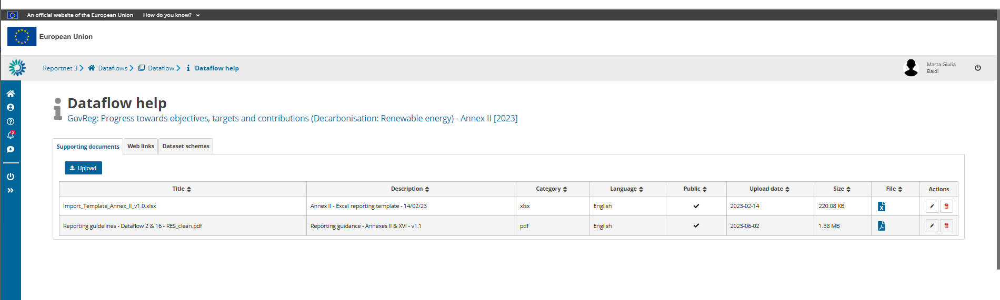 An official website of the European Union How do you know?
European Union
Reportnet 3 Dataflows Dataflow Dataflow help
Marta Giulia
Baldi
2
Dataflow help
GovReg: Progress towards objectives, targets and contributions (Decarbonisation: Renewable energy) - Annex II [2023]
Supporting documents Web links Dataset schemas
Upload
Title Description Category Language Public Upload date Size File Actions
Import_Template_Annex_II_v1.0.xlsx Annex II - Excel reporting template - 14/02/23 xlsx English 2023-02-14 220.08 KB
Reporting guidelines - Dataflow 2 & 16 - RES_clean.pdf Reporting guidance - Annexes II & XVI - v1.1 pdf English 2023-06-02 1.38 MB